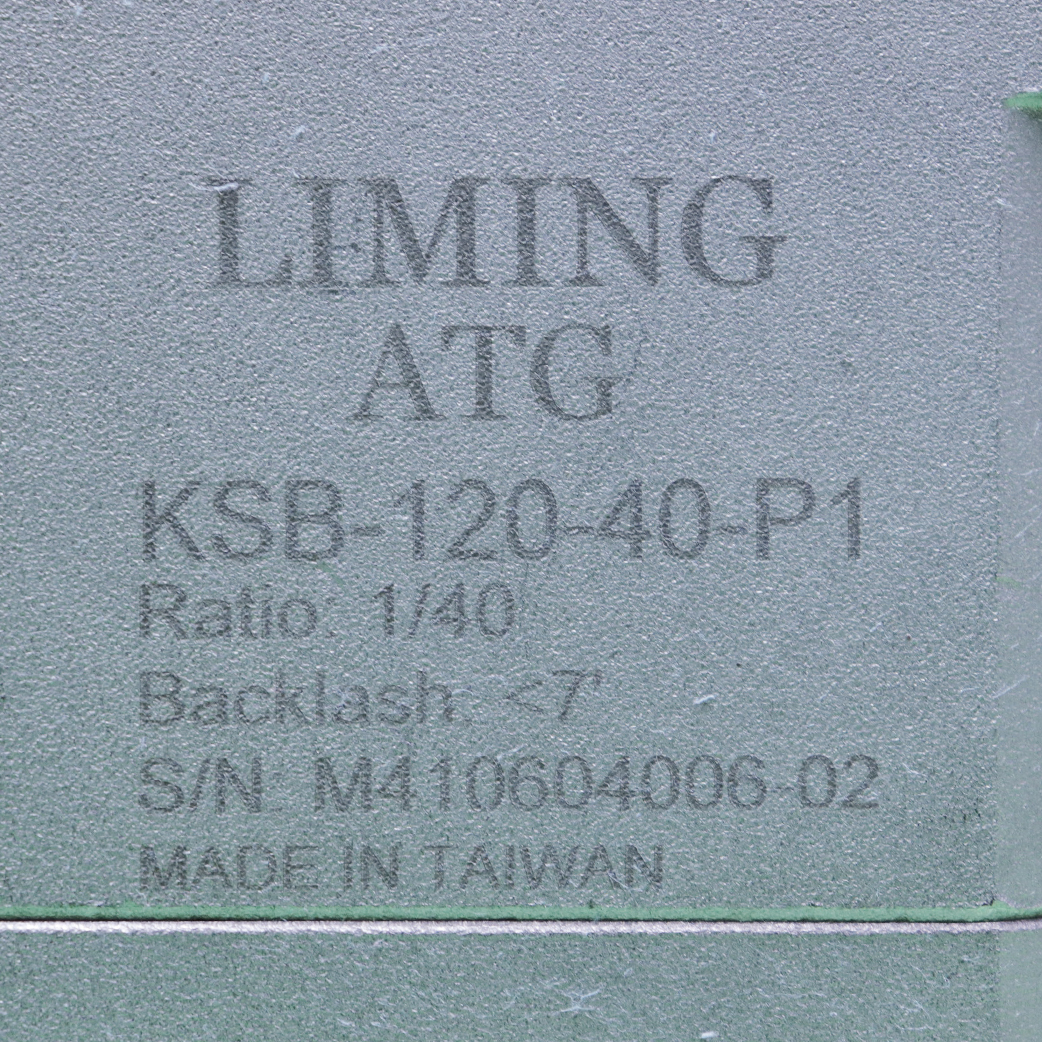 LIMING
ATG
KSB-120-40-P1
Ratio: 1/40
Backlash: <7'
S/N: M410604006-02
MADE IN TAIWAN